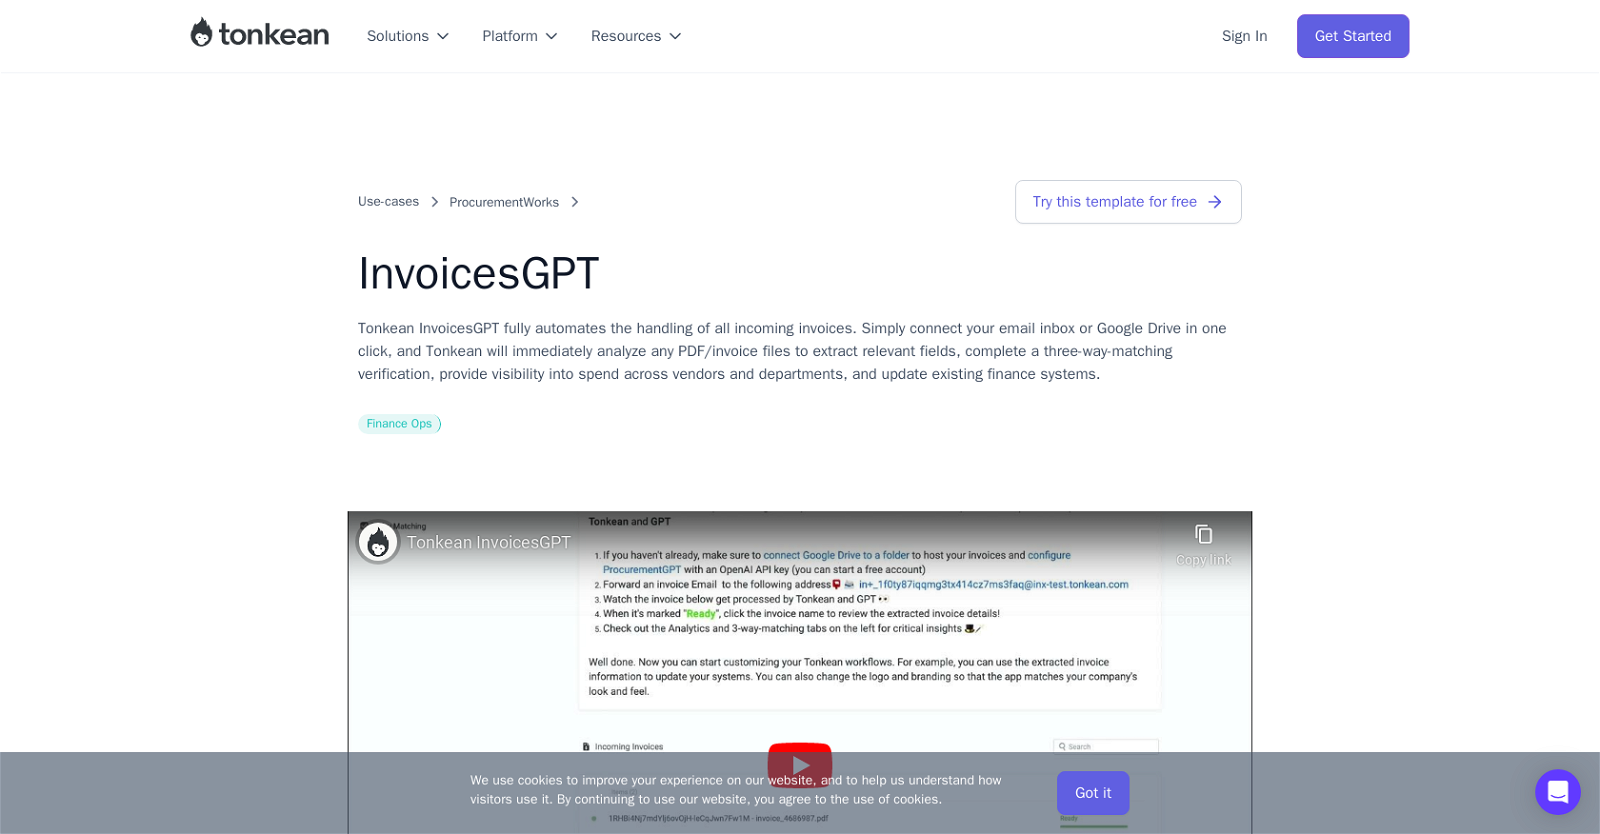 tonkean
Solutions
Platform
Resources
Sign In
Get Started
Use-cases
ProcurementWorks
Try this template for free
InvoicesGPT
Tonkean InvoicesGPT fully automates the handling of all incoming invoices. Simply connect your email inbox or Google Drive in one
click, and Tonkean will immediately analyze any PDF/invoice files to extract relevant fields, complete a three-way-matching
verification, provide visibility into spend across vendors and departments, and update existing finance systems.
Finance Ops
Matching
Tonkean and GPT
Tonkean InvoicesGPT
Copy link
1. If you haven't already, make sure to connect Google Drive to a folder to host your invoices and configure
ProcurementGPT with an OpenAI API key (you can start a free account)
2. Forward an invoice Email to the following address in+_1f0ty87iqqmg3tx414cz7ms3faq@inx-test.tonkean.com
3. Watch the invoice below get processed by Tonkean and GPT
4. When it's marked "Ready", click the invoice name to review the extracted invoice details!
5. Check out the Analytics and 3-way-matching tabs on the left for critical insights
Well done. Now you can start customizing your Tonkean workflows. For example, you can use the extracted invoice
information to update your systems. You can also change the logo and branding so that the app matches your company's
look and feel.
Incoming Invoices
Search
We use cookies to improve your experience on our website, and to help us understand how
visitors use it. By continuing to use our website, you agree to the use of cookies.
Got it
invoice_4686987.pdf
Ready